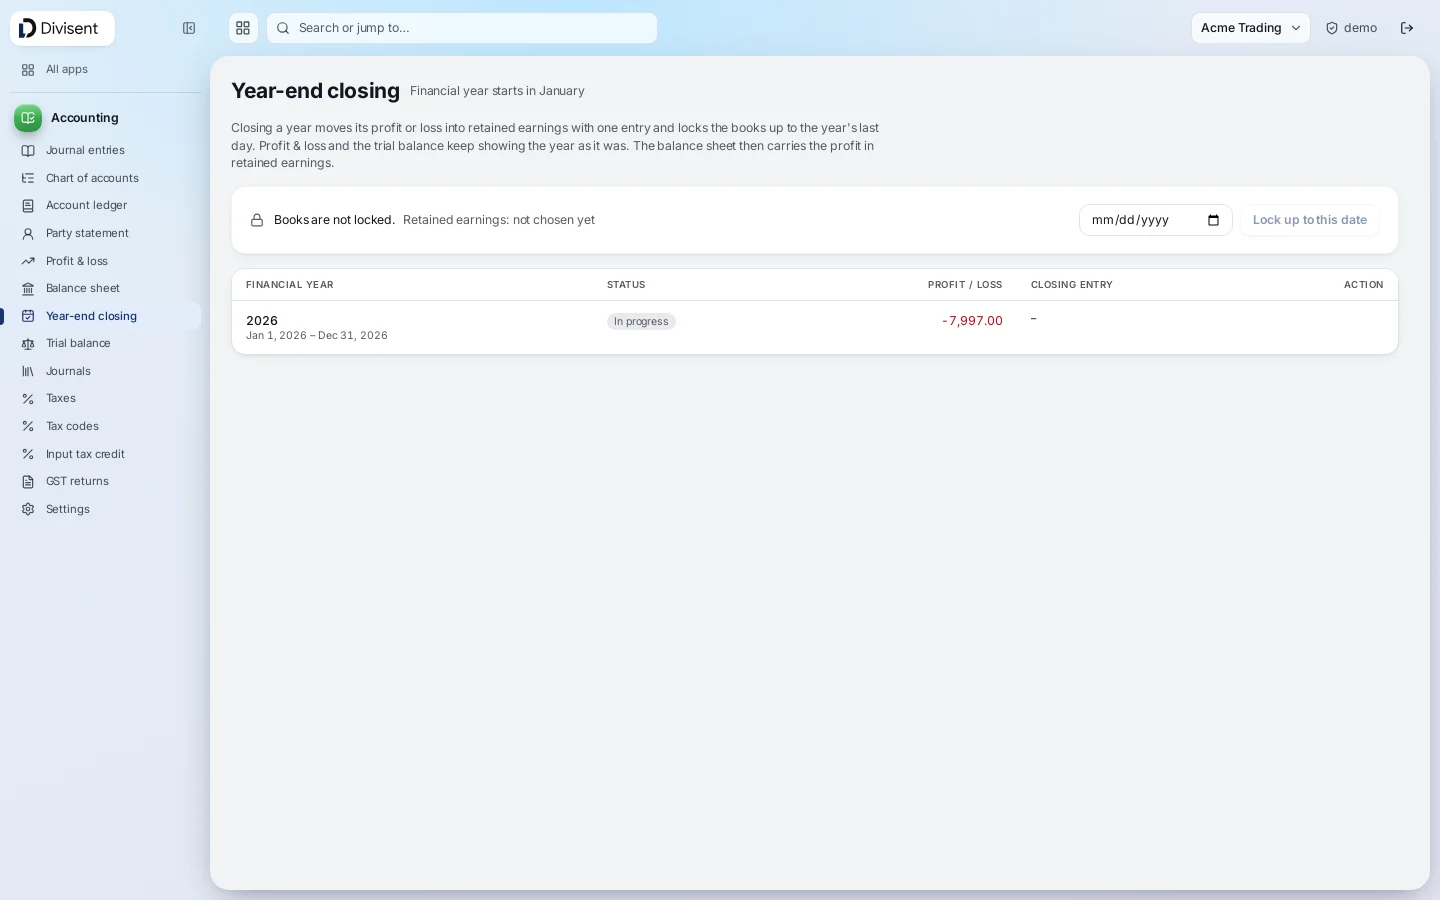 Divisent
Search or jump to...
Acme Trading
demo
All apps
Accounting
Journal entries
Chart of accounts
Account ledger
Party statement
Profit & loss
Balance sheet
Year-end closing
Trial balance
Journals
Taxes
Tax codes
Input tax credit
GST returns
Settings
Year-end closing Financial year starts in January
Closing a year moves its profit or loss into retained earnings with one entry and locks the books up to the year's last
day. Profit & loss and the trial balance keep showing the year as it was. The balance sheet then carries the profit in
retained earnings.
Books are not locked. Retained earnings: not chosen yet
mm/dd/yyyy
Lock up to this date
FINANCIAL YEAR STATUS PROFIT / LOSS CLOSING ENTRY ACTION
2026 In progress -7,997.00 –
Jan 1, 2026 – Dec 31, 2026